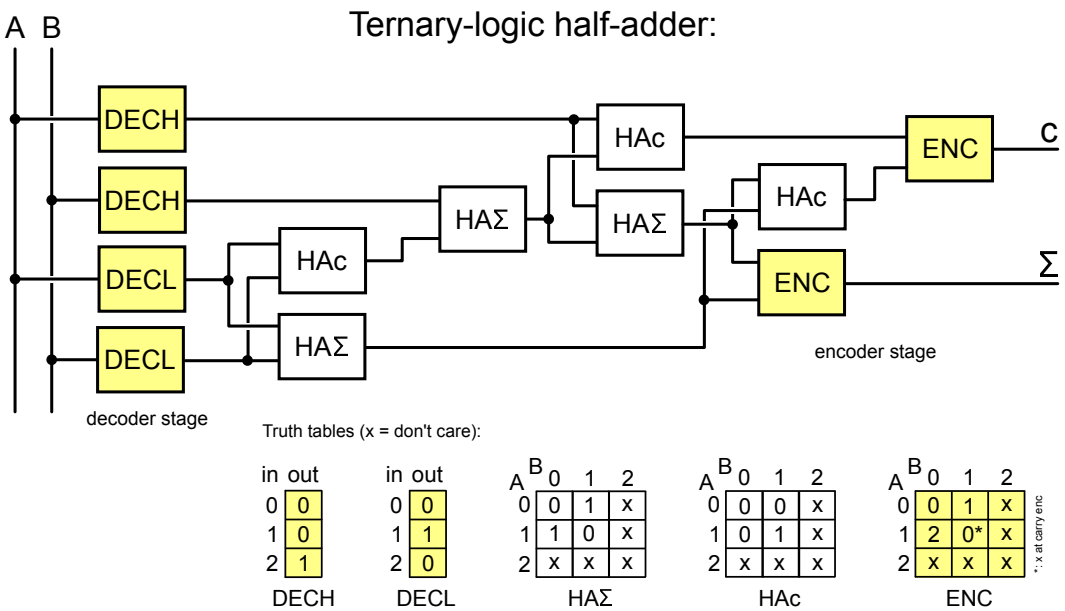 Ternary-logic half-adder:
A B
DECH
HAc
ENC
C
DECH
HAc
HAΣ
HAΣ
HAc
DECL
ENC
Σ
DECL
HAΣ
encoder stage
decoder stage
Truth tables (x = don't care):
in out
0 0
1 0
2 1
DECH
in out
0 0
1 1
2 0
DECL
B
A 0 1 2
0 0 1 x
1 1 0 x
2 x x x
HAΣ
B
A 0 1 2
0 0 0 x
1 0 1 x
2 x x x
HAc
B
A 0 1 2
0 0 1 x
1 2 0* x
2 x x x
ENC
*: x at carry enc